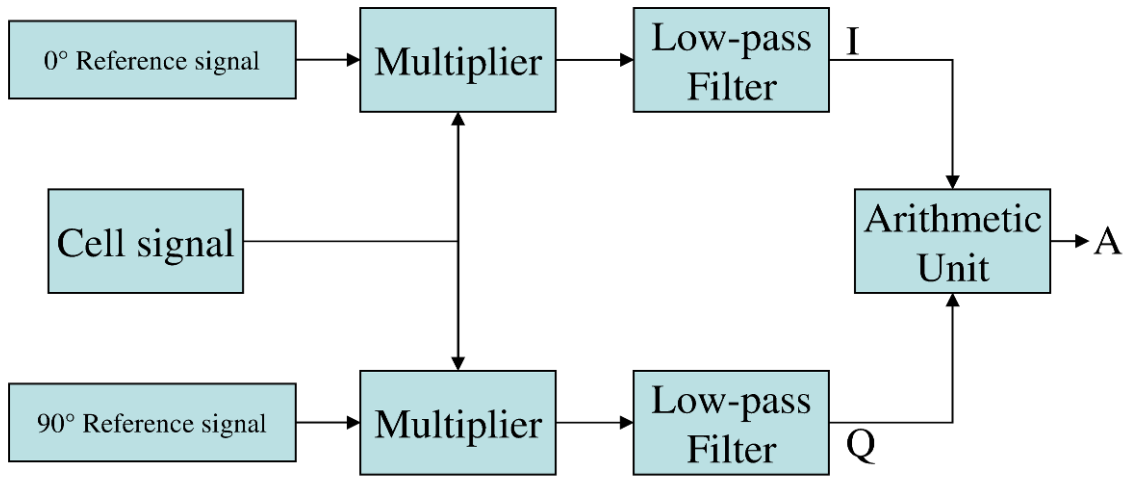 0° Reference signal
Multiplier
Low-pass
Filter
I
Cell signal
Arithmetic
Unit
A
90° Reference signal
Multiplier
Low-pass
Filter
Q